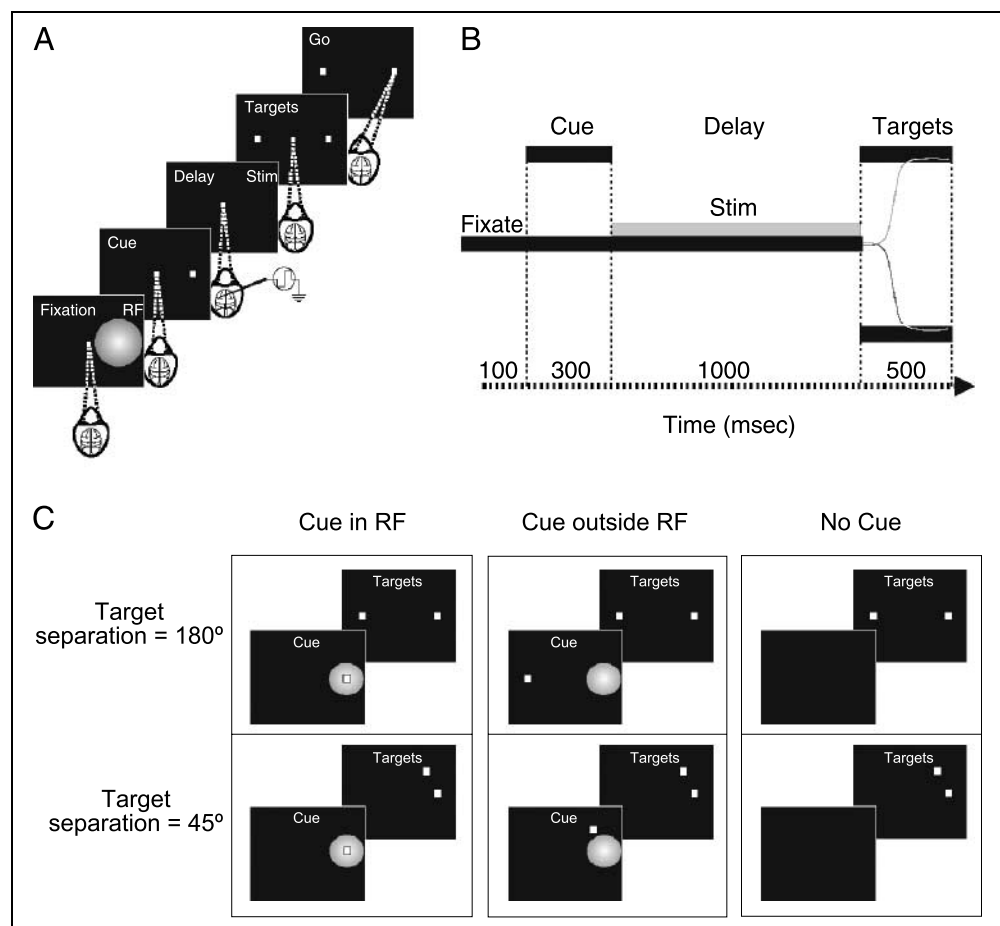 A
Go
Targets
Delay Stim
Cue
Fixation RF
B
Cue Delay Targets
Stim
Fixate
100 300 1000 500
Time (msec)
C
Cue in RF Cue outside RF No Cue
Target
separation = 180º
Targets
Cue
Targets
Cue
Targets
Target
separation = 45º
Targets
Cue
Targets
Cue
Targets